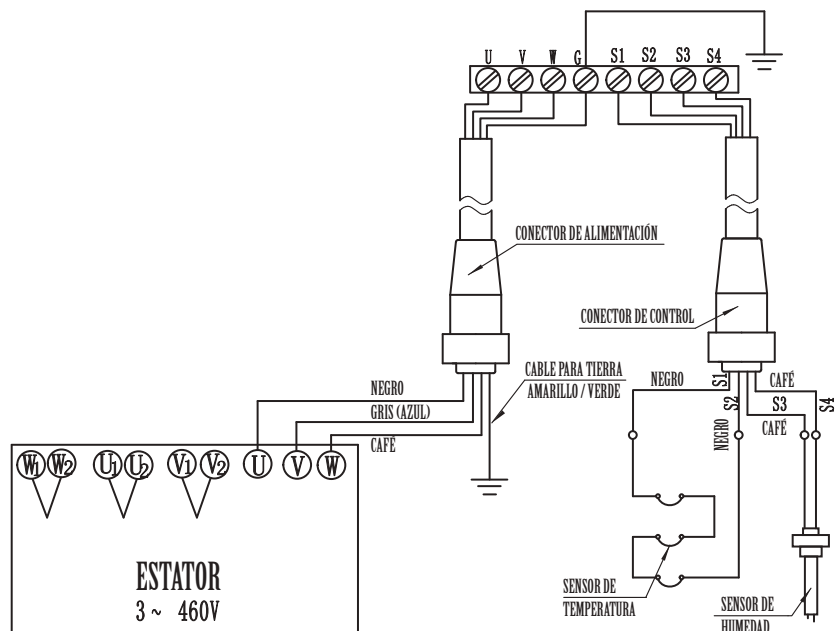 U V W G S1 S2 S3 S4
CONECTOR DE ALIMENTACIÓN
CONECTOR DE CONTROL
CABLE PARA TIERRA
AMARILLO / VERDE
NEGRO
GRIS (AZUL)
CAFÉ
NEGRO
S1
S2
NEGRO
CAFÉ
S3
S4
CAFÉ
W1 W2 U1 U2 V1 V2 U V W
ESTATOR
3 ~ 460V
SENSOR DE
TEMPERATURA
SENSOR DE
HUMEDAD